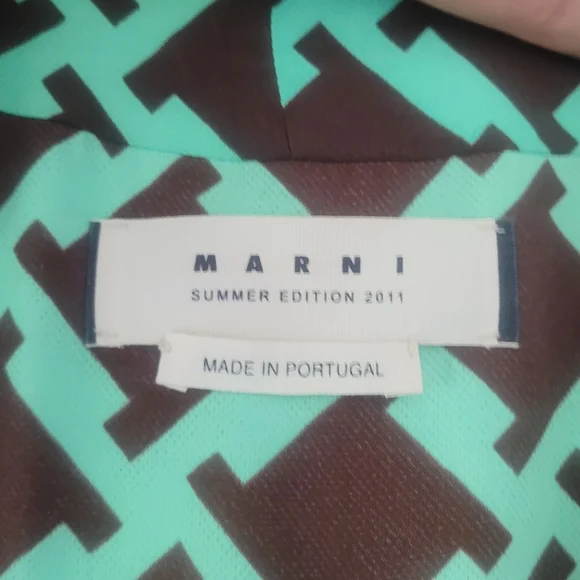 MARNI
SUMMER EDITION 2011
MADE IN PORTUGAL